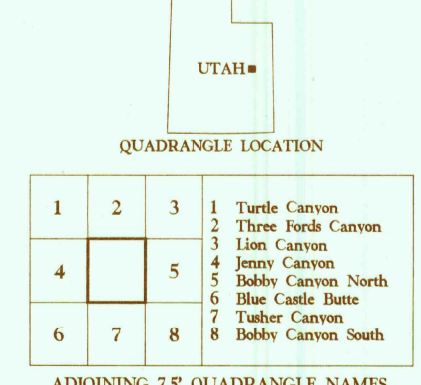 UTAH
QUADRANGLE LOCATION
1 2 3
4 5
6 7 8
1 Turtle Canyon
2 Three Fords Canyon
3 Lion Canyon
4 Jenny Canyon
5 Bobby Canyon North
6 Blue Castle Butte
7 Tusher Canyon
8 Bobby Canyon South
ADJOINING 7.5' QUADRANGLE NAMES